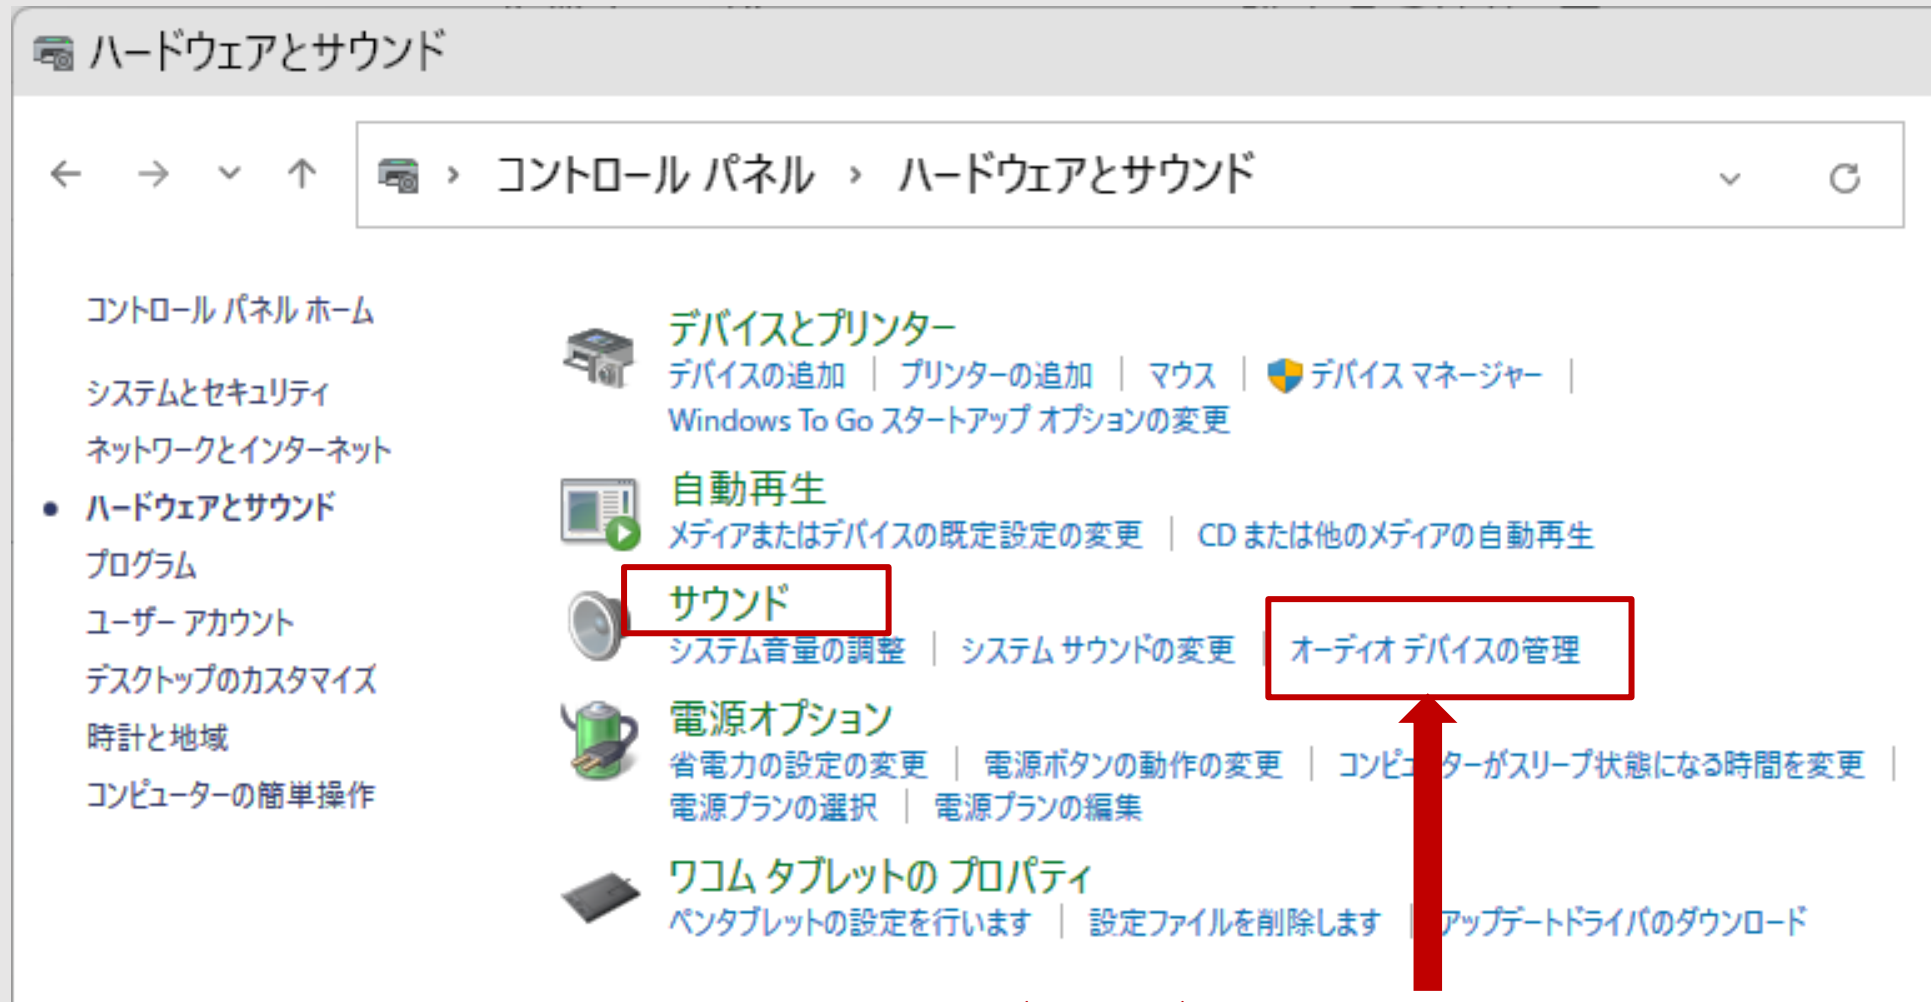 ハードウェアとサウンド
コントロール パネル › ハードウェアとサウンド
コントロール パネル ホーム
システムとセキュリティ
ネットワークとインターネット
ハードウェアとサウンド
プログラム
ユーザー アカウント
デスクトップのカスタマイズ
時計と地域
コンピューターの簡単操作
デバイスとプリンター
デバイスの追加 | プリンターの追加 | マウス | デバイス マネージャー |
Windows To Go スタートアップ オプションの変更
自動再生
メディアまたはデバイスの既定設定の変更 | CD または他のメディアの自動再生
サウンド
システム音量の調整 | システム サウンドの変更 | オーディオ デバイスの管理
電源オプション
省電力の設定の変更 | 電源ボタンの動作の変更 | コンピューターがスリープ状態になる時間を変更 |
電源プランの選択 | 電源プランの編集
ワコム タブレットの プロパティ
ペンタブレットの設定を行います | 設定ファイルを削除します | アップデートドライバのダウンロード